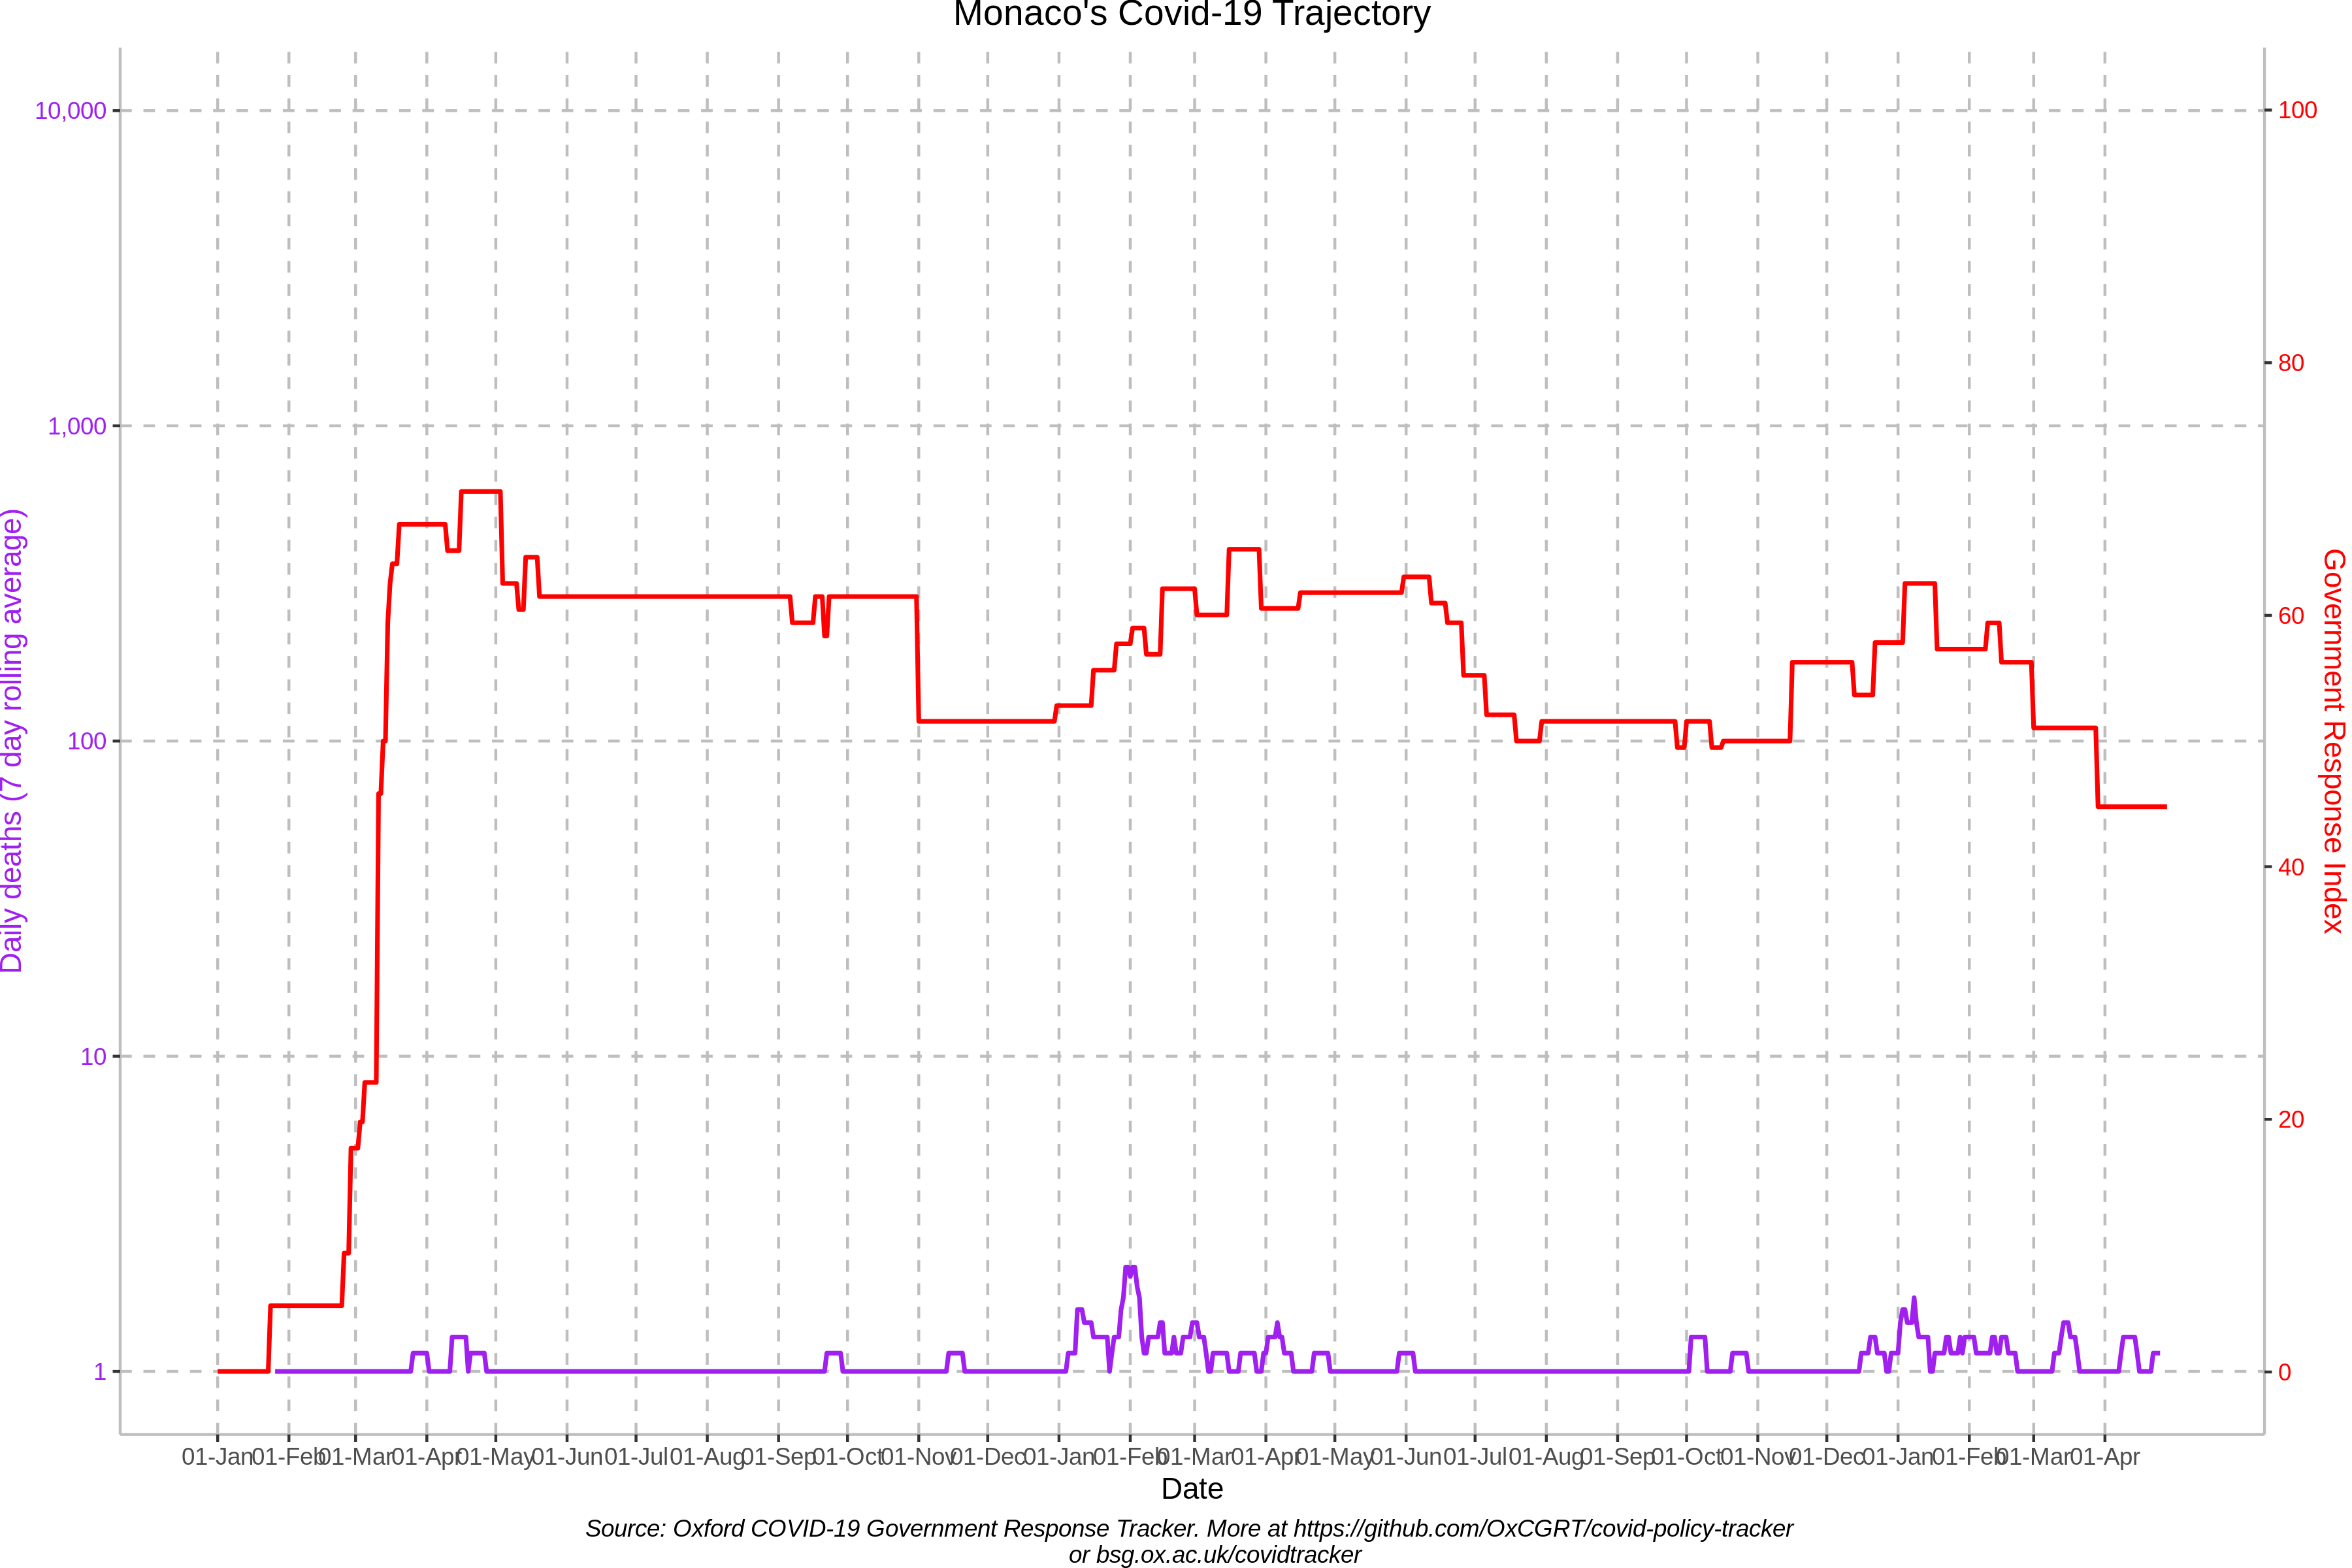 Monaco's Covid-19 Trajectory
10,000
1,000
100
10
1
Daily deaths (7 day rolling average)
100
80
60
40
20
0
Government Response Index
01-Jan 01-Feb 01-Mar 01-Apr 01-May 01-Jun 01-Jul 01-Aug 01-Sep 01-Oct 01-Nov 01-Dec 01-Jan 01-Feb 01-Mar 01-Apr 01-May 01-Jun 01-Jul 01-Aug 01-Sep 01-Oct 01-Nov 01-Dec 01-Jan 01-Feb 01-Mar 01-Apr
Date
Source: Oxford COVID-19 Government Response Tracker. More at https://github.com/OxCGRT/covid-policy-tracker
or bsg.ox.ac.uk/covidtracker